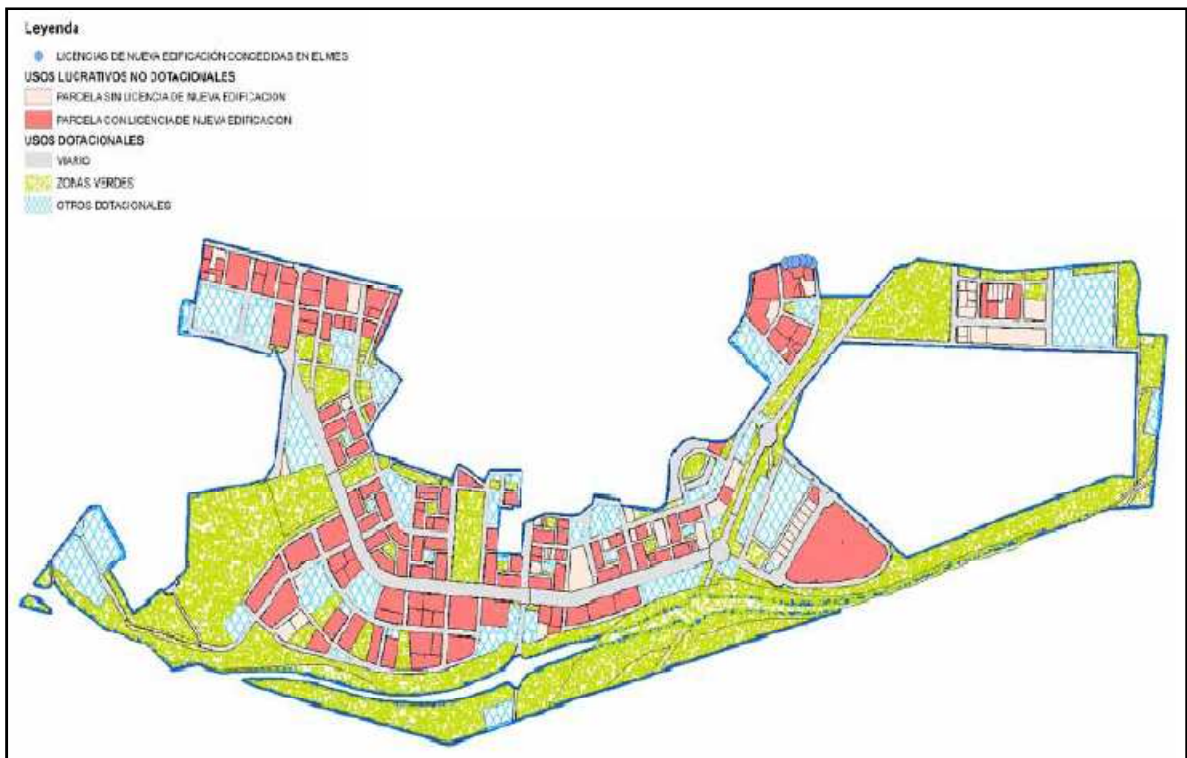 Leyenda
LICENCIAS DE NUEVA EDIFICACIÓN CONCEDIDAS EN EL MES
USOS LUCRATIVOS NO DOTACIONALES
PARCELA SIN LICENCIA DE NUEVA EDIFICACION
PARCELA CON LICENCIA DE NUEVA EDIFICACION
USOS DOTACIONALES
VIARIO
ZONAS VERDES
OTROS DOTACIONALES